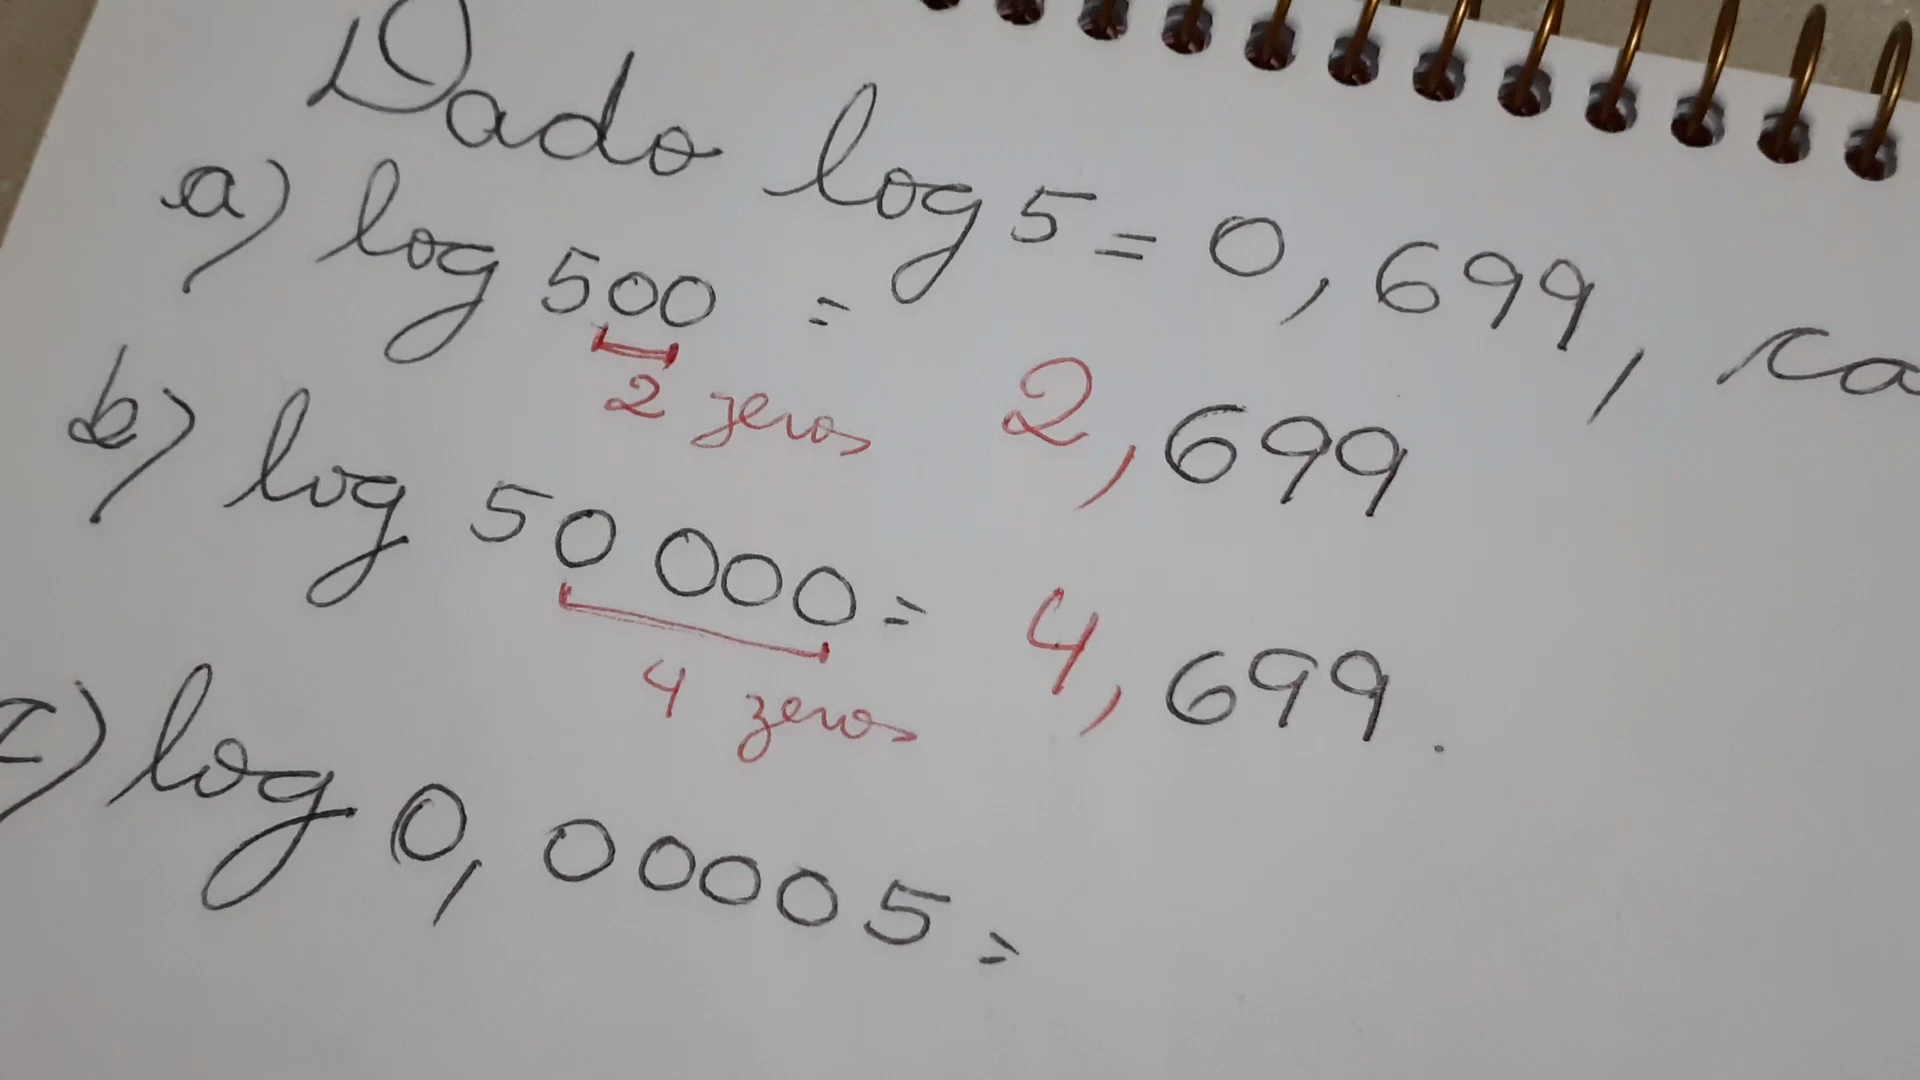 Dado log 5 = 0,699, ca
a) log 500 = 2,699
2 zeros
b) log 50 000 = 4,699.
4 zeros
c) log 0,00005 =